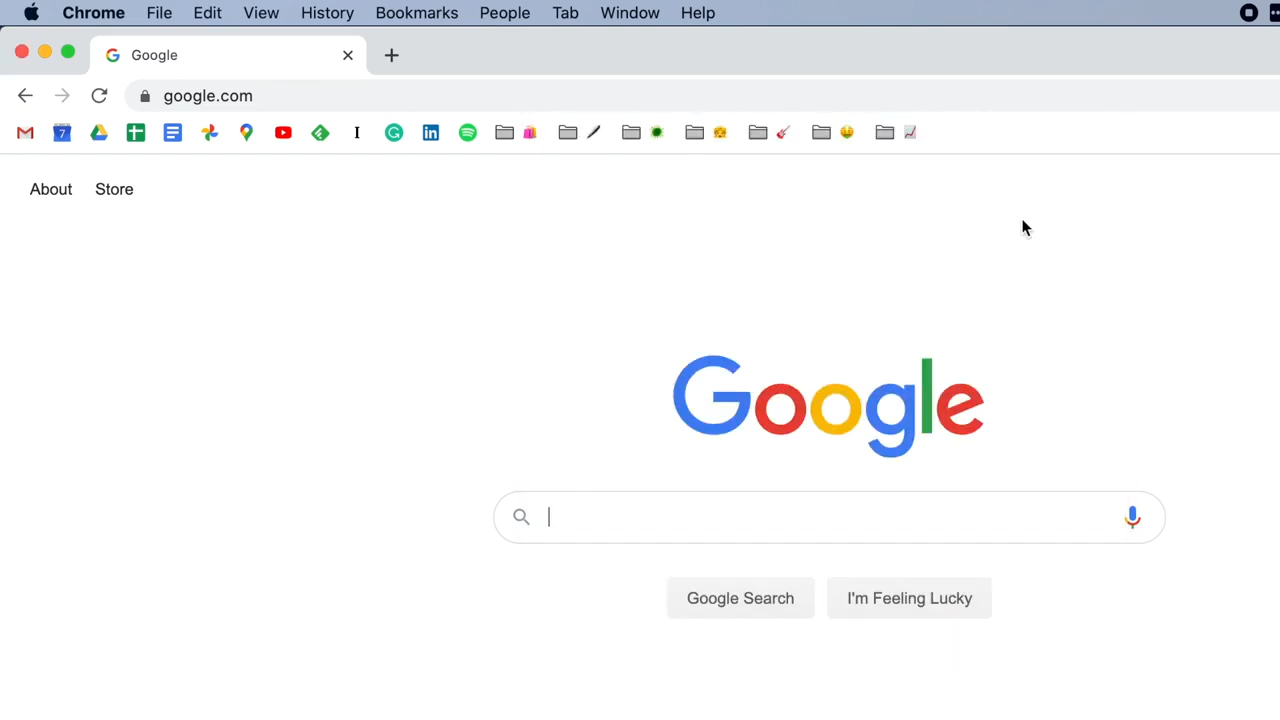 Chrome File Edit View History Bookmarks People Tab Window Help
Google
google.com
About Store
Google
Google Search I'm Feeling Lucky